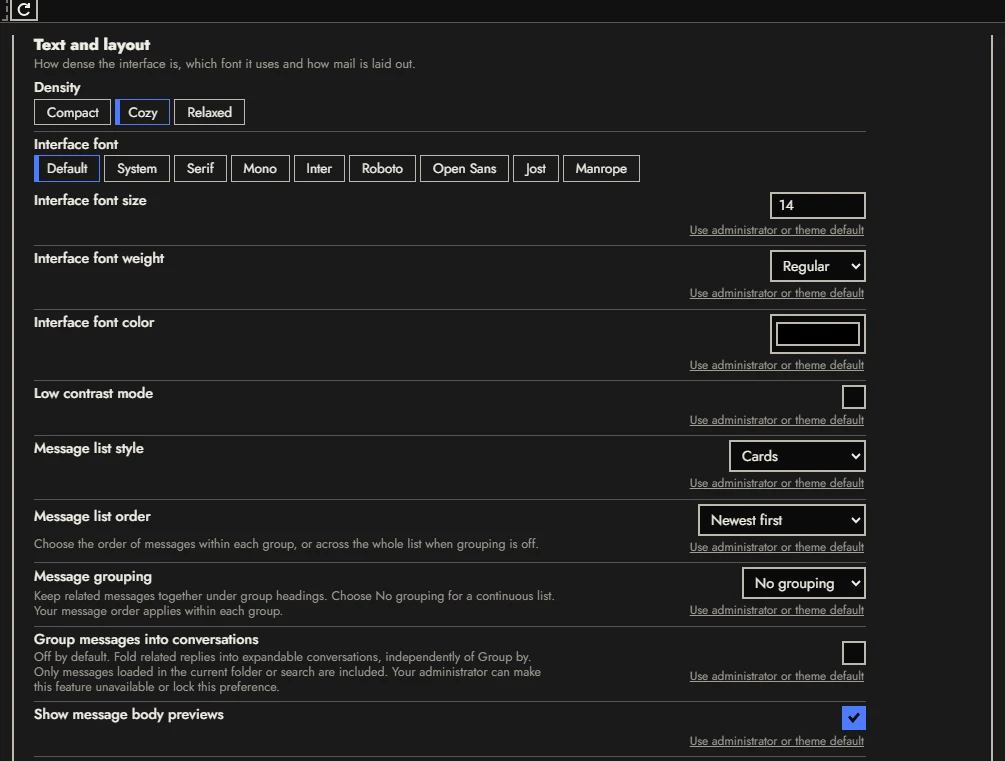 Text and layout
How dense the interface is, which font it uses and how mail is laid out.
Density
Compact Cozy Relaxed
Interface font
Default System Serif Mono Inter Roboto Open Sans Jost Manrope
Interface font size
14
Use administrator or theme default
Interface font weight
Regular
Use administrator or theme default
Interface font color
Use administrator or theme default
Low contrast mode
Use administrator or theme default
Message list style
Cards
Use administrator or theme default
Message list order
Newest first
Choose the order of messages within each group, or across the whole list when grouping is off.
Use administrator or theme default
Message grouping
No grouping
Keep related messages together under group headings. Choose No grouping for a continuous list.
Your message order applies within each group.
Use administrator or theme default
Group messages into conversations
Off by default. Fold related replies into expandable conversations, independently of Group by.
Only messages loaded in the current folder or search are included. Your administrator can make
this feature unavailable or lock this preference.
Use administrator or theme default
Show message body previews
Use administrator or theme default